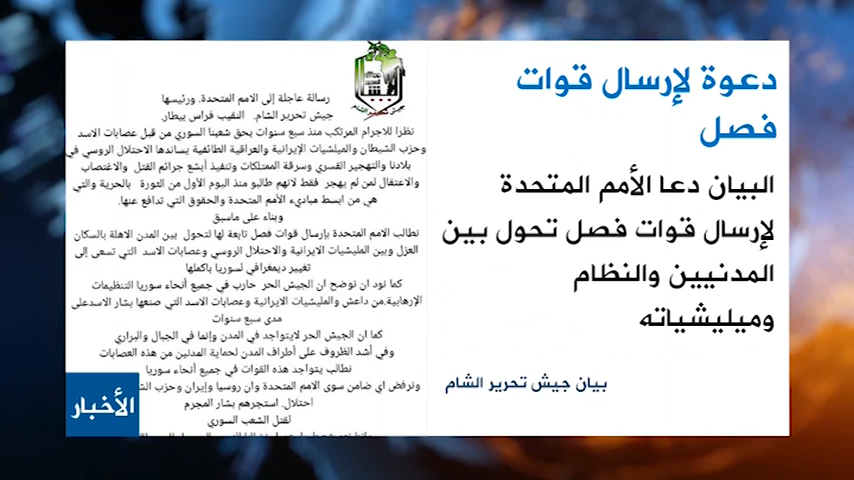 دعوة لإرسال قوات
فصل
البيان دعا الأمم المتحدة
لإرسال قوات فصل تحول بين
المدنيين والنظام
وميليشياته
بيان جيش تحرير الشام
الأخبار
رسالة عاجلة إلى الامم المتحدة. ورئيسها
جيش تحرير الشام. النقيب فراس بيطار.
نظرا للاجرام المرتكب منذ سبع سنوات بحق شعبنا السوري من قبل عصابات الاسد
وحزب الشيطان والميلشيات الإيرانية والعراقية الطائفية يساندها الاحتلال الروسي في
بلادنا والتهجير القسري وسرقة الممتلكات وتنفيذ أبشع جرائم القتل والاغتصاب
والاعتقال لمن لم يهجر فقط لانهم طالبو منذ اليوم الأول من الثورة بالحرية والتي
هي من ابسط مباديء الأمم المتحدة والحقوق التي تدافع عنها.
وبناء على ماسبق
نطالب الامم المتحدة بإرسال قوات فصل تابعة لها لتحول بين المدن الاهلة بالسكان
العزل وبين المليشيات الايرانية والاحتلال الروسي وعصابات الاسد التي تسعى إلى
تغيير ديمغرافي لسوريا باكملها
كما نود ان نوضح ان الجيش الحر حارب في جميع أنحاء سوريا التنظيمات
الإرهابية.من داعش والمليشيات الايرانية وعصابات الاسد التي صنعها بشار الاسدعلى
مدى سبع سنوات
كما ان الجيش الحر لايتواجد في المدن وإنما في الجبال والبراري
وفي أشد الظروف على أطراف المدن لحماية المدنين من هذه العصابات
نطالب يتواجد هذه القوات في جميع أنحاء سوريا
ونرفض اي ضامن سوى الامم المتحدة وان روسيا وإيران وحزب
احتلال. استجرهم بشار المجرم
لقتل الشعب السوري